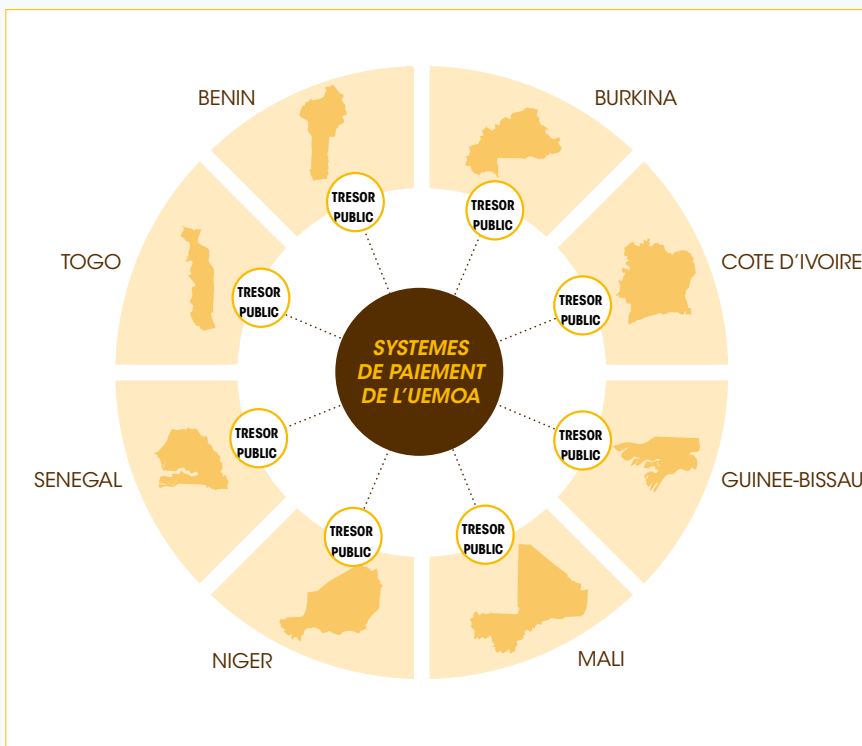 BENIN
BURKINA
TRESOR
PUBLIC
TRESOR
PUBLIC
TOGO
COTE D'IVOIRE
TRESOR
PUBLIC
TRESOR
PUBLIC
SYSTEMES
DE PAIEMENT
DE L'UEMOA
SENEGAL
TRESOR
PUBLIC
TRESOR
PUBLIC
GUINEE-BISSAU
TRESOR
PUBLIC
TRESOR
PUBLIC
NIGER
MALI